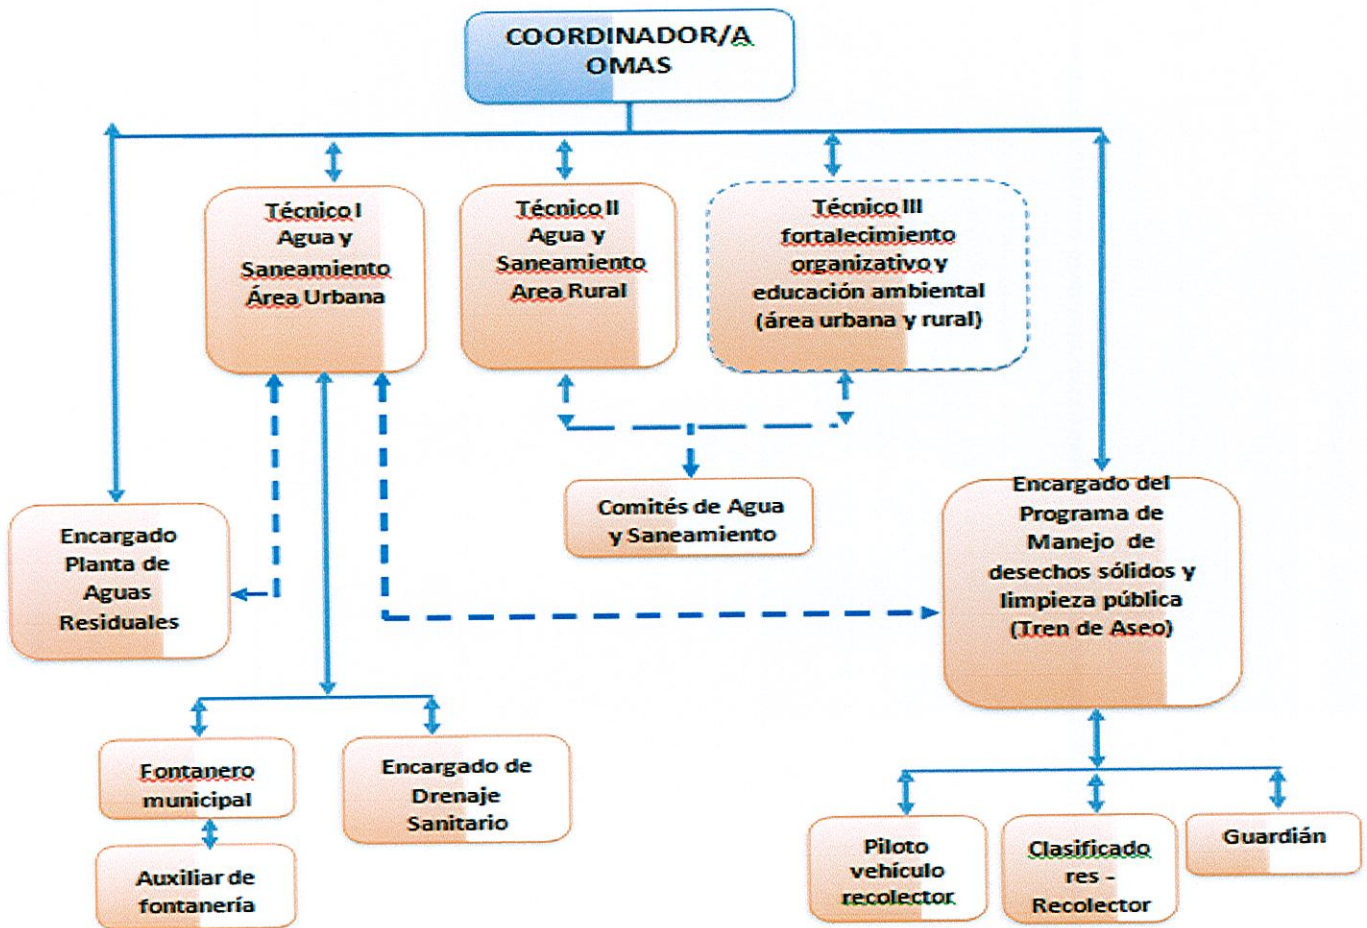 COORDINADOR/A
OMAS
Técnico I
Agua y
Saneamiento
Área Urbana
Técnico II
Agua y
Saneamiento
Area Rural
Técnico III
fortalecimiento
organizativo y
educación ambiental
(área urbana y rural)
Encargado
Planta de
Aguas
Residuales
Comités de Agua
y Saneamiento
Encargado del
Programa de
Manejo de
desechos sólidos y
limpieza pública
(Tren de Aseo)
Fontanero
municipal
Encargado de
Drenaje
Sanitario
Auxiliar de
fontanería
Piloto
vehículo
recolector
Clasificado
res -
Recolector
Guardián